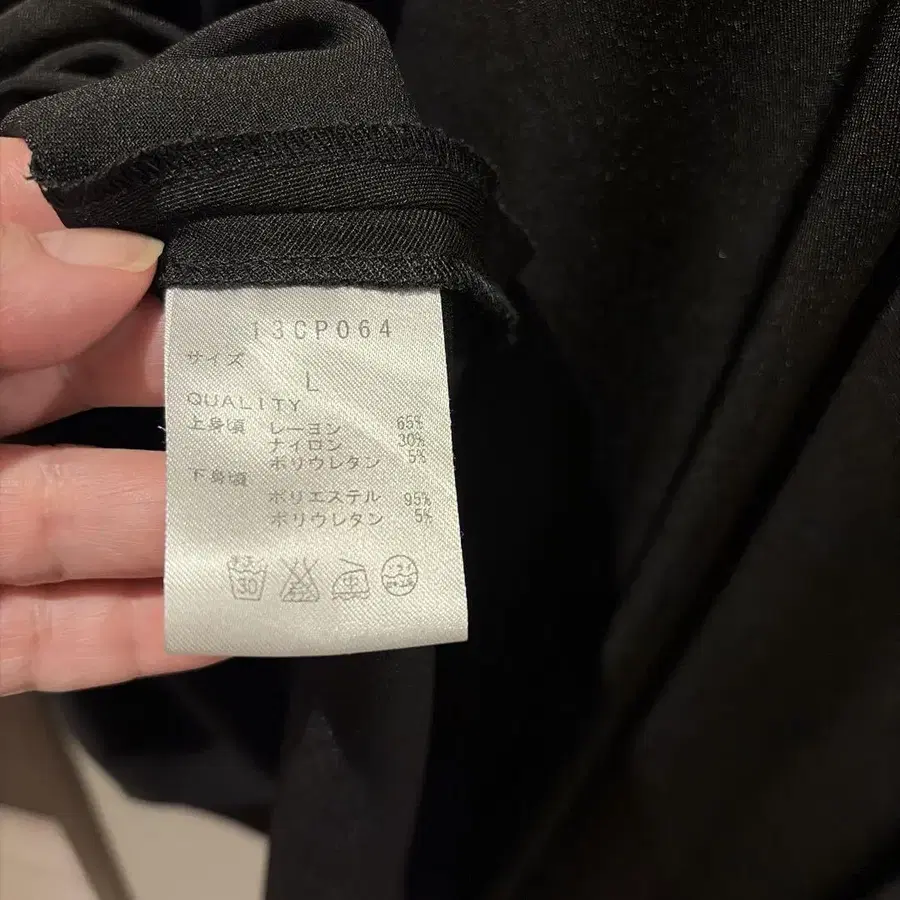 13CP064
サイズ
L
QUALITY
上身頃 レーヨン 65%
ナイロン 30%
ポリウレタン 5%
下身頃
ポリエステル 95%
ポリウレタン 5%
30 中